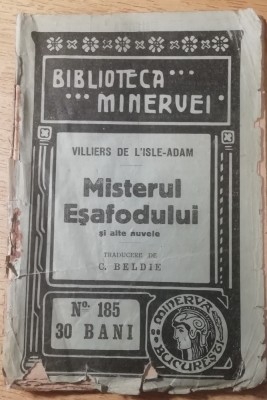 BIBLIOTECA
MINERVEI
VILLIERS DE L'ISLE-ADAM
Misterul
Eşafodului
şi alte nuvele
TRADUCERE DE
C. BELDIE
No. 185
30 BANI
MINERVA
BUCUREŞTI